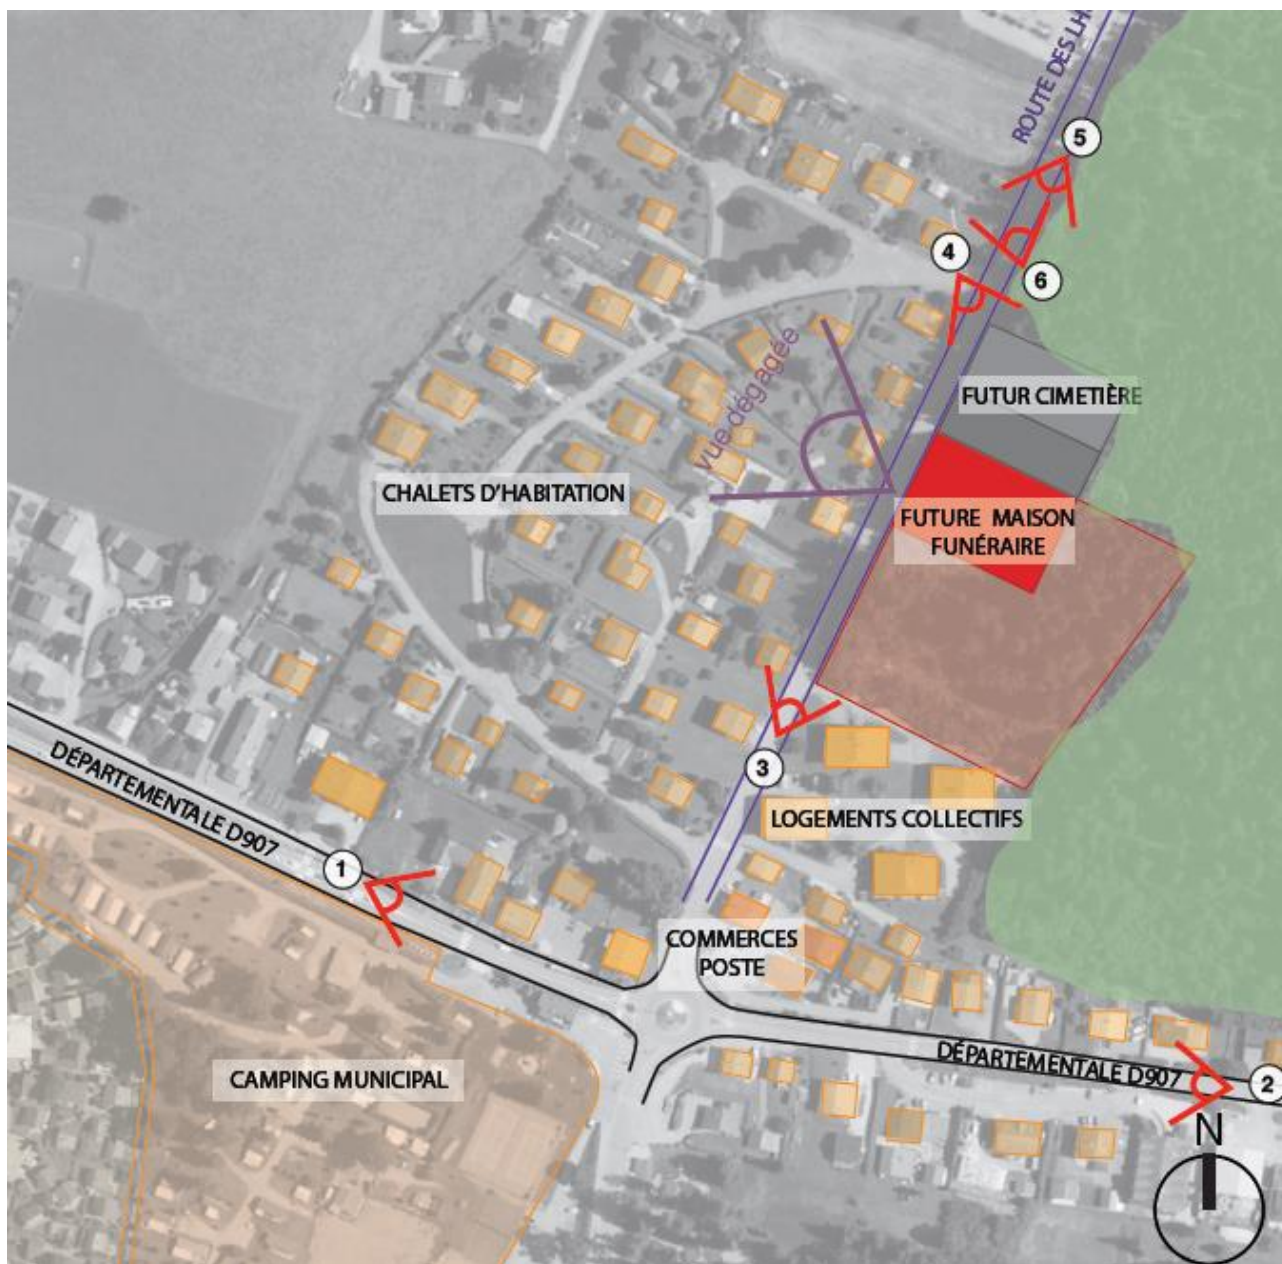 ROUTE DES LH
5
4
6
vue dégagée
FUTUR CIMETIÈRE
CHALETS D'HABITATION
FUTURE MAISON
FUNÉRAIRE
3
DÉPARTEMENTALE D907
LOGEMENTS COLLECTIFS
1
COMMERCES
POSTE
CAMPING MUNICIPAL
DÉPARTEMENTALE D907
2
N